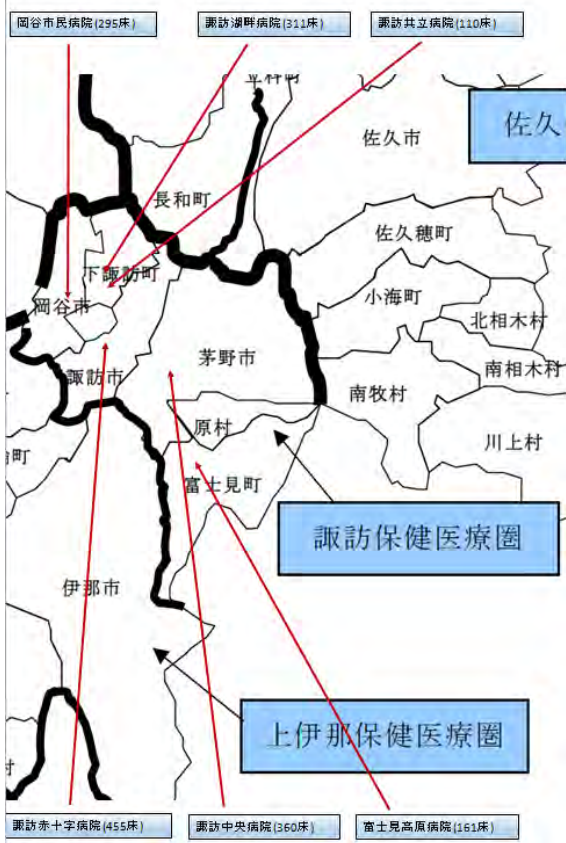 岡谷市民病院(295床)
諏訪湖畔病院(311床)
諏訪共立病院(110床)
佐久市
佐久
長和町
佐久穂町
下諏訪町
小海町
岡谷市
北相木村
茅野市
諏訪市
南相木村
南牧村
原村
川上村
富士見町
諏訪保健医療圏
伊那市
上伊那保健医療圏
諏訪赤十字病院(455床)
諏訪中央病院(360床)
富士見高原病院(161床)